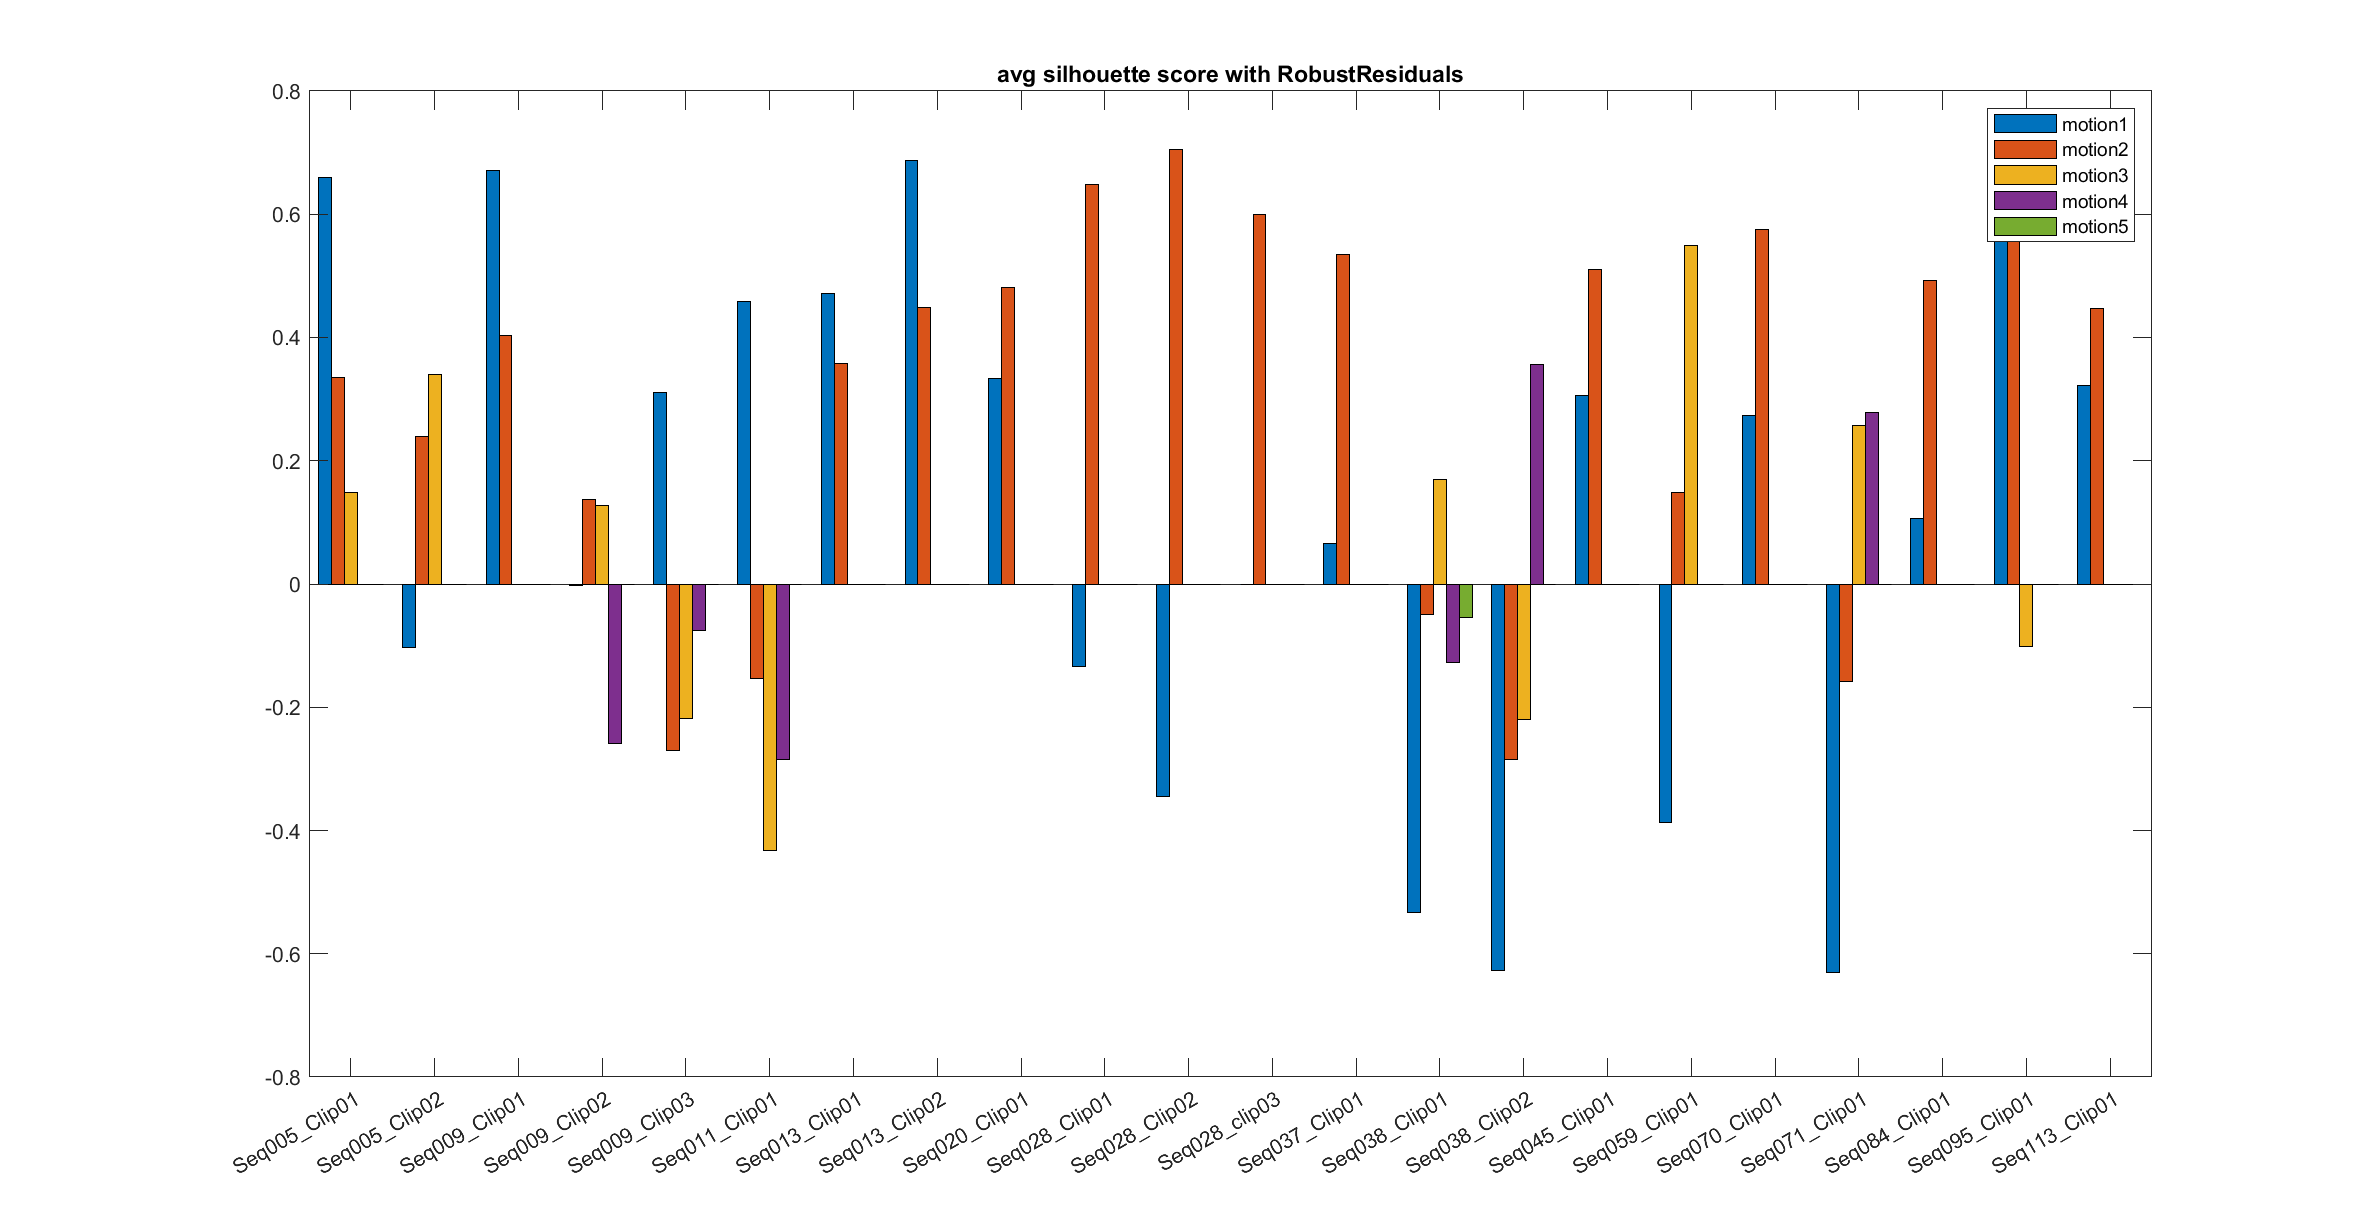 avg silhouette score with RobustResiduals
0.8
0.6
0.4
0.2
0
-0.2
-0.4
-0.6
-0.8
motion1
motion2
motion3
motion4
motion5
Seq005_Clip01
Seq005_Clip02
Seq009_Clip01
Seq009_Clip02
Seq009_Clip03
Seq011_Clip01
Seq013_Clip01
Seq013_Clip02
Seq020_Clip01
Seq028_Clip01
Seq028_Clip02
Seq028_clip03
Seq037_Clip01
Seq038_Clip01
Seq038_Clip02
Seq045_Clip01
Seq059_Clip01
Seq070_Clip01
Seq071_Clip01
Seq084_Clip01
Seq095_Clip01
Seq113_Clip01